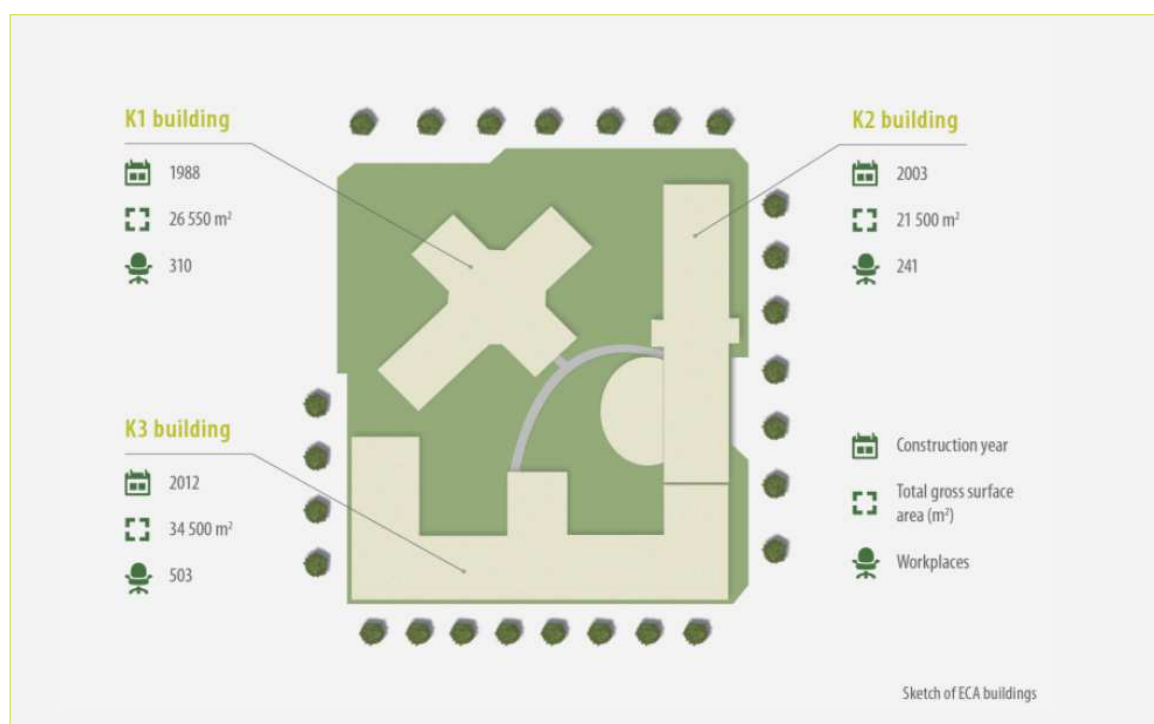 K1 building
1988
26 550 m²
310
K2 building
2003
21 500 m²
241
K3 building
2012
34 500 m²
503
Construction year
Total gross surface
area (m²)
Workplaces
Sketch of ECA buildings